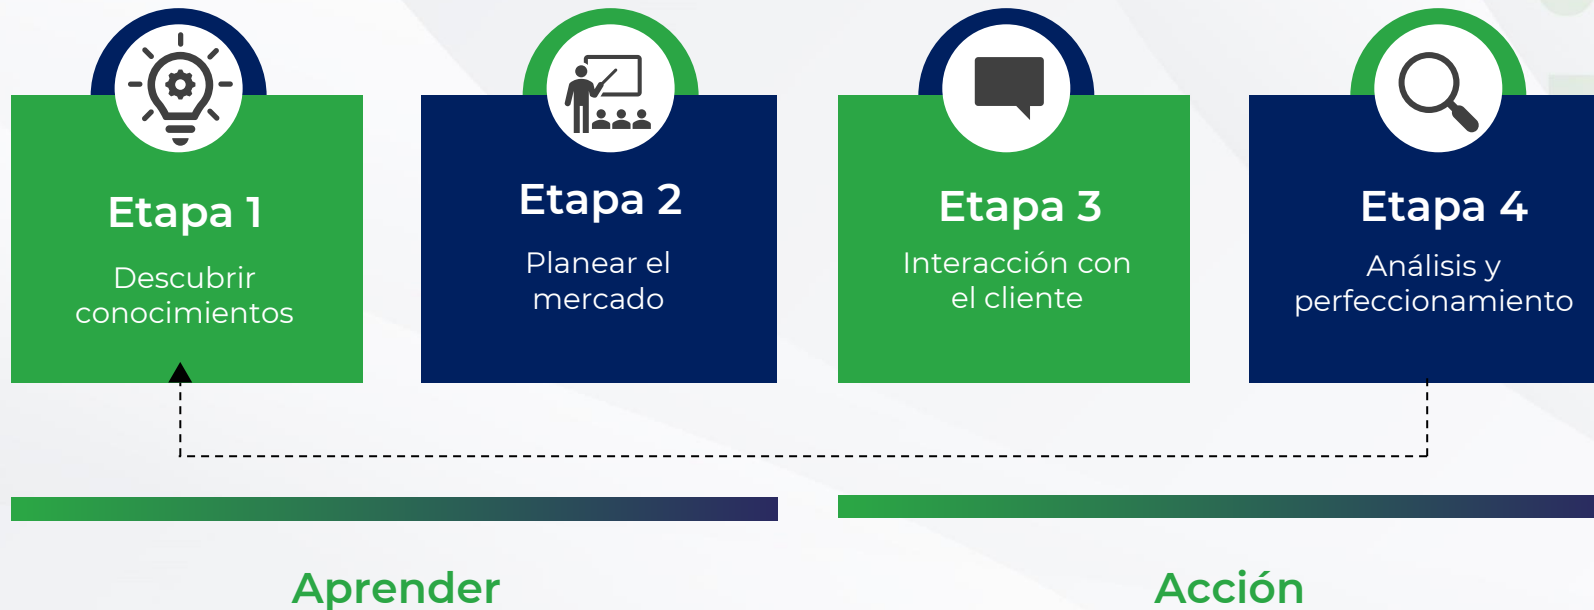 Etapa 1
Descubrir
conocimientos
Etapa 2
Planear el
mercado
Etapa 3
Interacción con
el cliente
Etapa 4
Análisis y
perfeccionamiento
Aprender
Acción